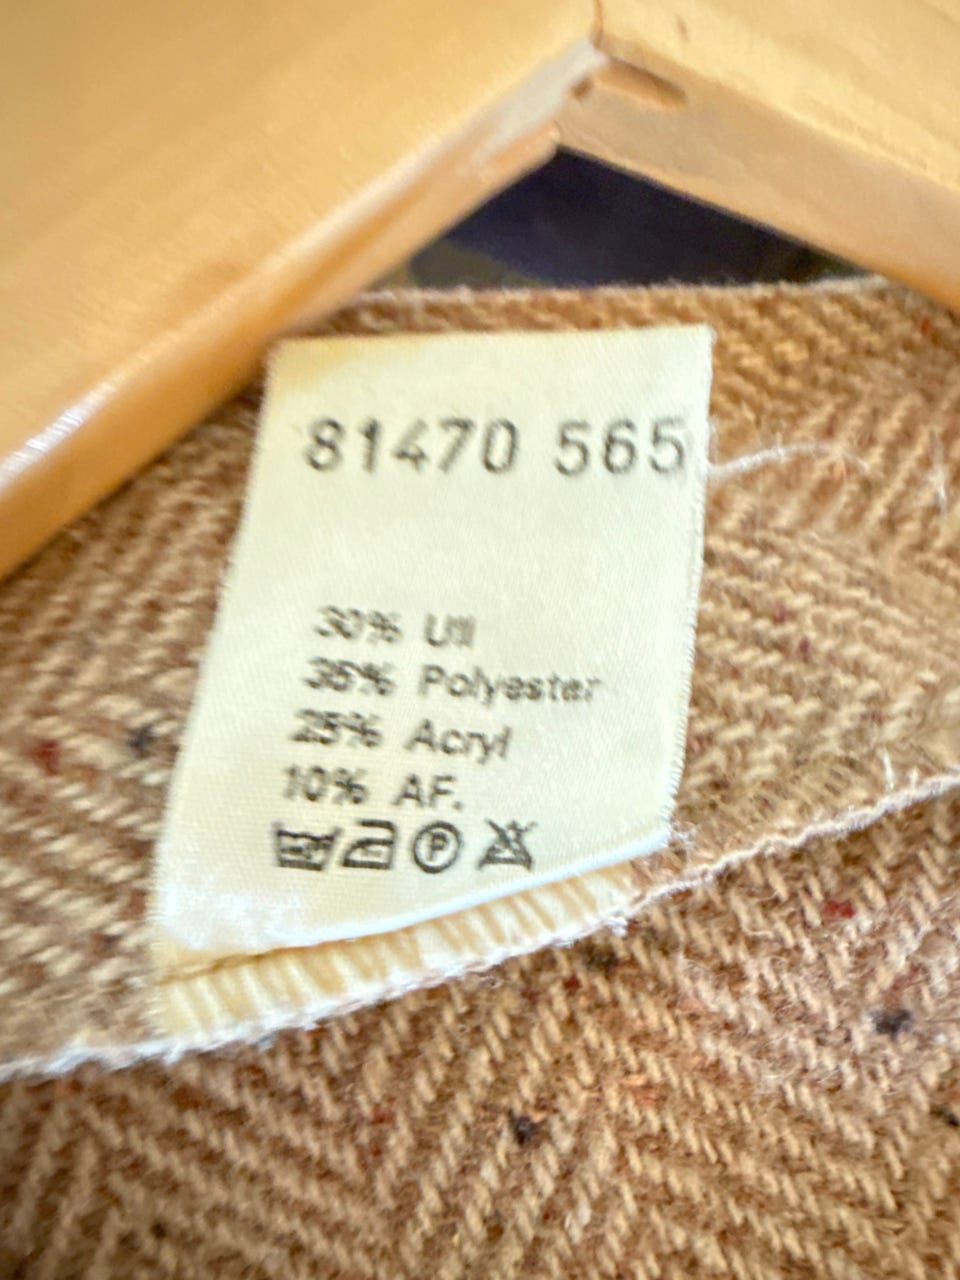 81470 565
30% Ull
35% Polyester
25% Acryl
10% AF.
P